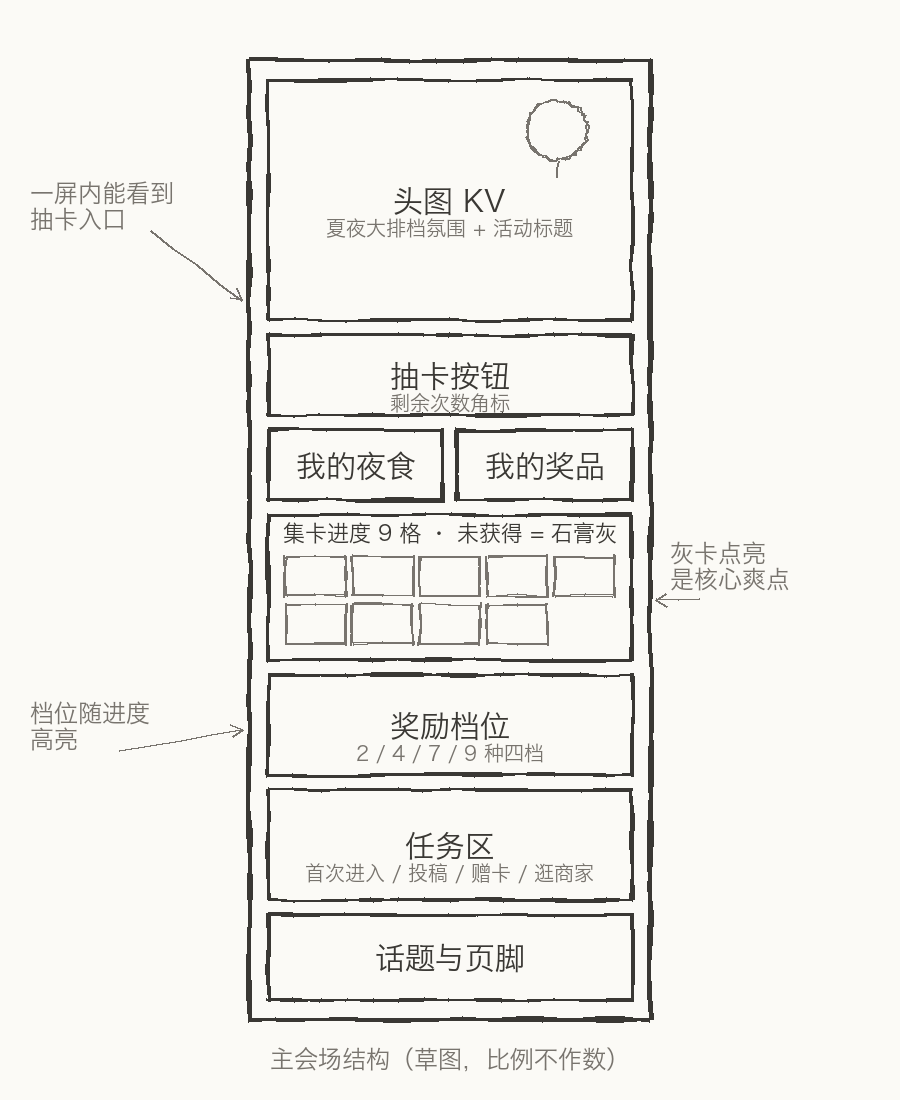 一屏内能看到
抽卡入口
头图 KV
夏夜大排档氛围 + 活动标题
抽卡按钮
剩余次数角标
我的夜食
我的奖品
集卡进度 9 格 · 未获得 = 石膏灰
灰卡点亮
是核心爽点
档位随进度
高亮
奖励档位
2 / 4 / 7 / 9 种四档
任务区
首次进入 / 投稿 / 赠卡 / 逛商家
话题与页脚
主会场结构（草图，比例不作数）